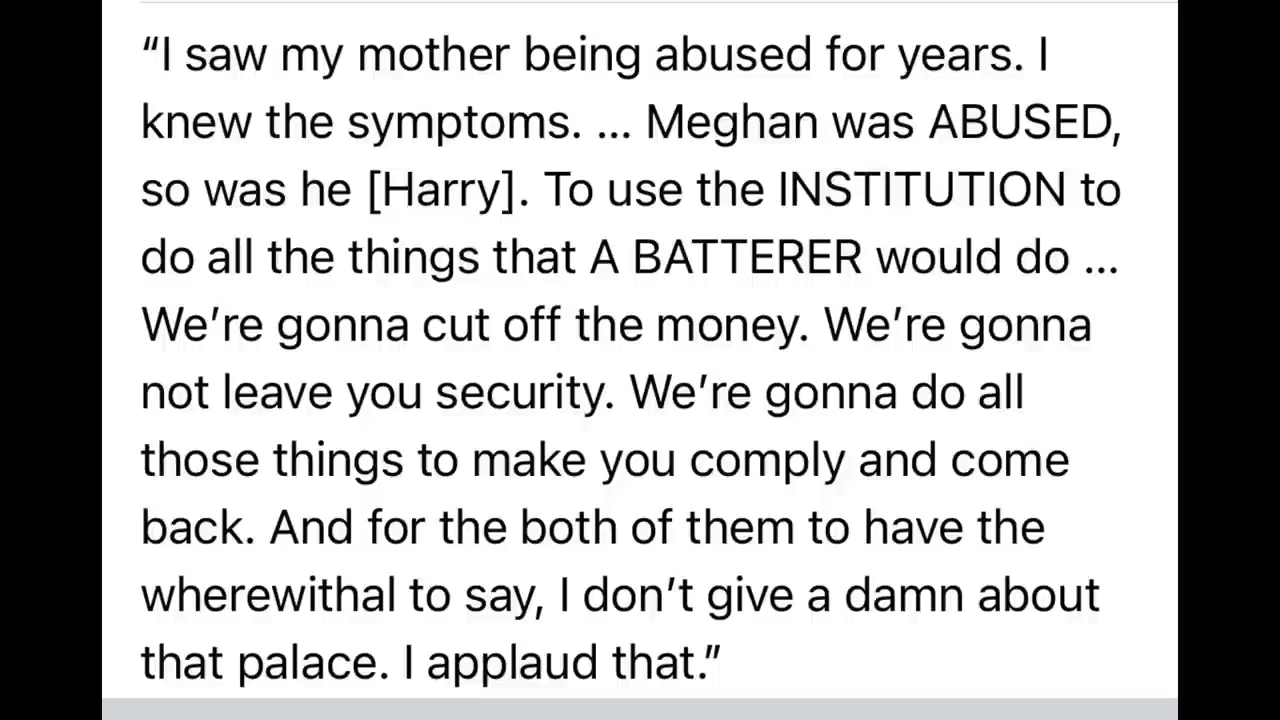 “I saw my mother being abused for years. I
knew the symptoms. ... Meghan was ABUSED,
so was he [Harry]. To use the INSTITUTION to
do all the things that A BATTERER would do ...
We’re gonna cut off the money. We’re gonna
not leave you security. We’re gonna do all
those things to make you comply and come
back. And for the both of them to have the
wherewithal to say, I don’t give a damn about
that palace. I applaud that.”